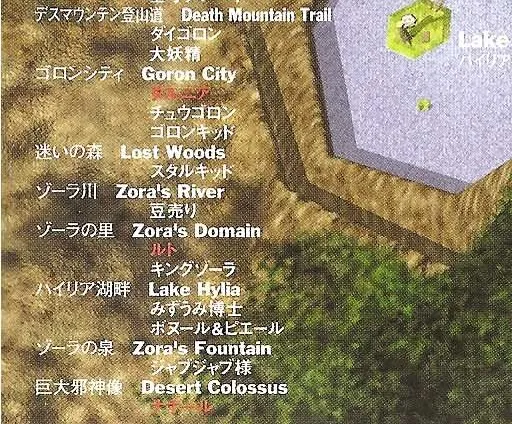 デスマウンテン登山道 Death Mountain Trail
ダイゴロン
大妖精
ゴロンシティ Goron City
ダルニア
チュウゴロン
ゴロンキッド
迷いの森 Lost Woods
スタルキッド
ゾーラ川 Zora's River
豆売り
ゾーラの里 Zora's Domain
ルト
キングゾーラ
ハイリア湖畔 Lake Hylia
みずうみ博士
ボヌール&ピエール
ゾーラの泉 Zora's Fountain
ジャブジャブ様
巨大邪神像 Desert Colossus
ナボール
Lake
ハイリア